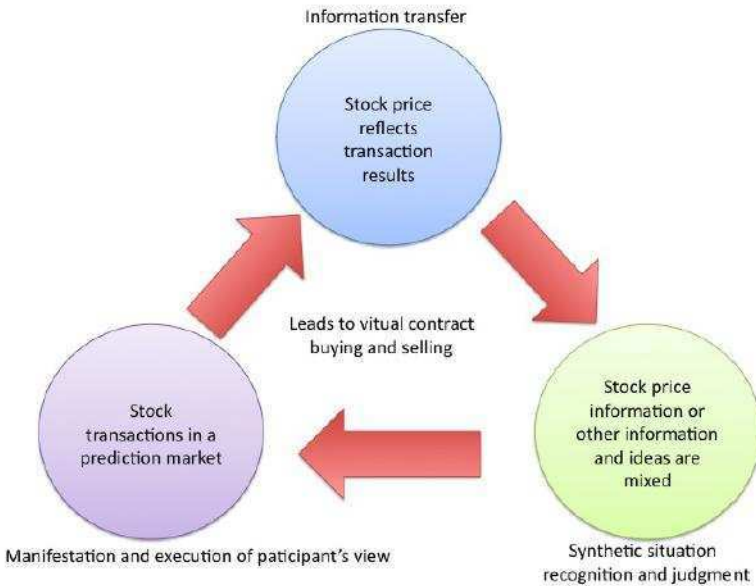 Information transfer
Stock price
reflects
transaction
results
Leads to vitual contract
buying and selling
Stock
transactions in a
prediction market
Stock price
information or
other information
and ideas are
mixed
Manifestation and execution of paticipant's view
Synthetic situation
recognition and judgment